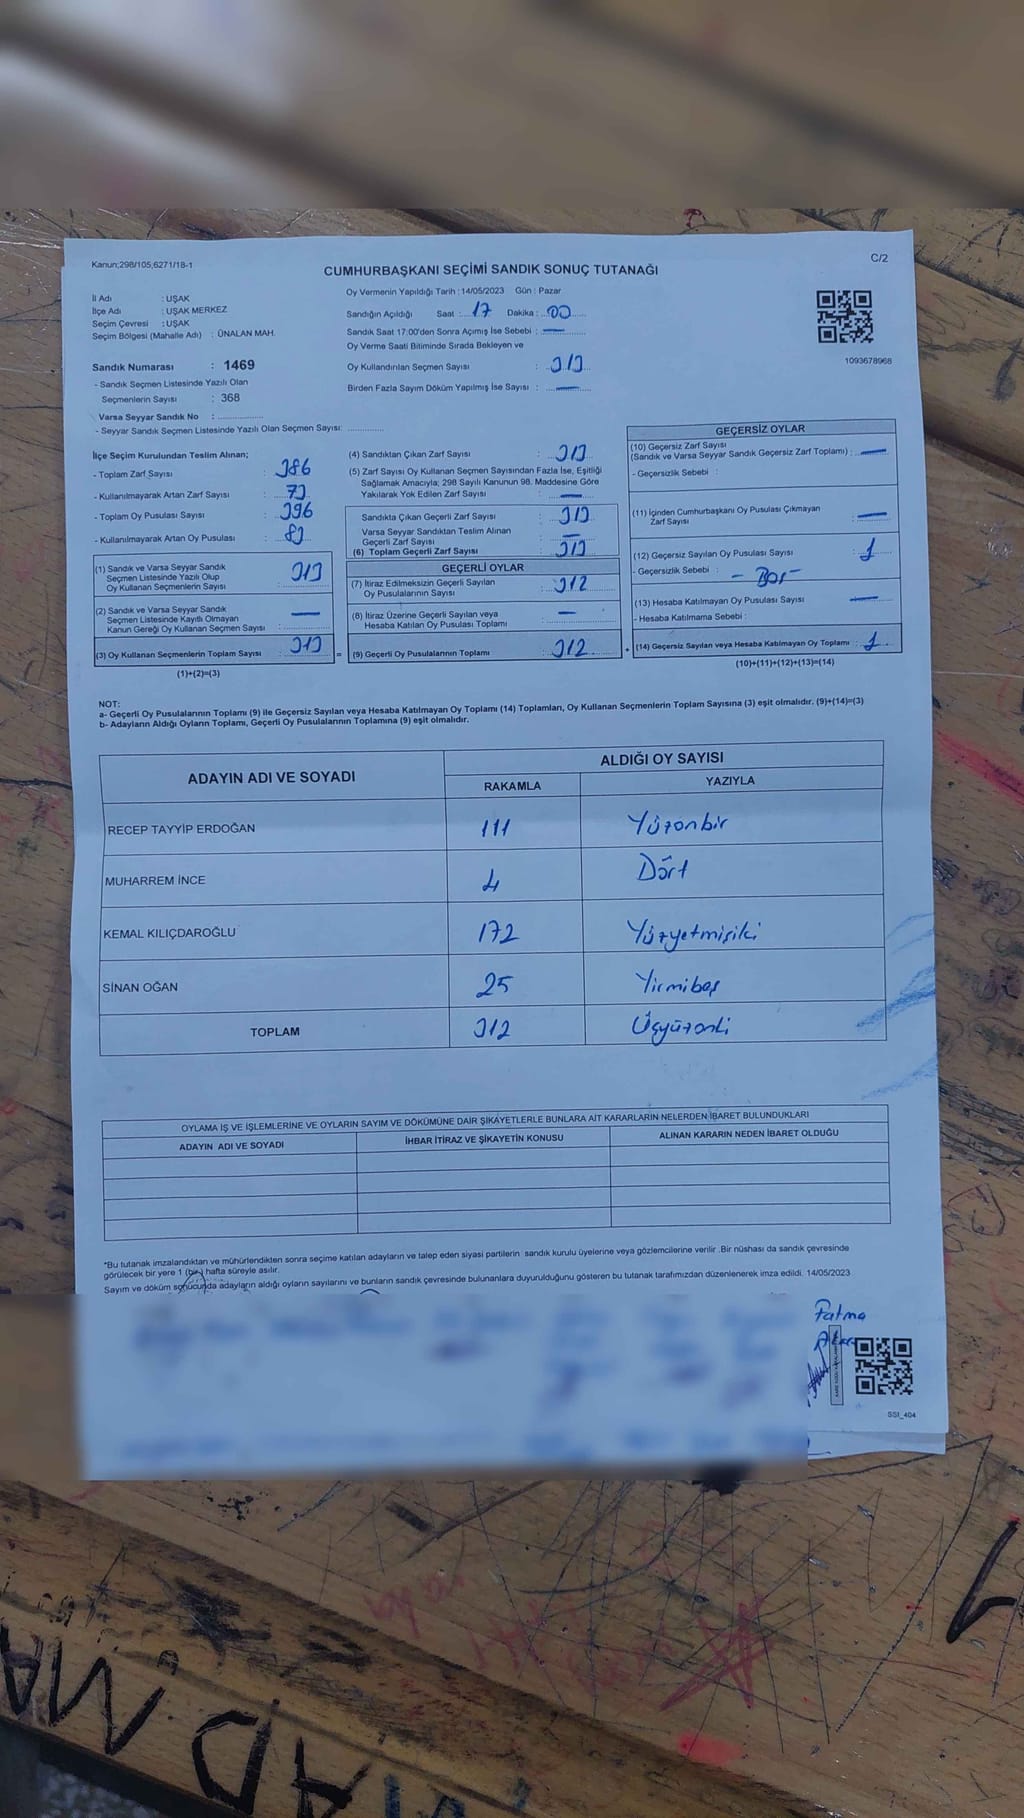 Kanun;298/105,6271/18-1
C/2
CUMHURBAŞKANI SEÇİMİ SANDIK SONUÇ TUTANAĞI
İl Adı : UŞAK
İlçe Adı : UŞAK MERKEZ
Seçim Çevresi : UŞAK
Seçim Bölgesi (Mahalle Adı) : ÜNALAN MAH.
Sandık Numarası : 1469
- Sandık Seçmen Listesinde Yazılı Olan
Seçmenlerin Sayısı : 368
Varsa Seyyar Sandık No :
- Seyyar Sandık Seçmen Listesinde Yazılı Olan Seçmen Sayısı:
Oy Vermenin Yapıldığı Tarih : 14/05/2023 Gün : Pazar
Sandığın Açıldığı Saat : 17 Dakika : 00
Sandık Saat 17:00'den Sonra Açımış İse Sebebi : —
Oy Verme Saati Bitiminde Sırada Bekleyen ve
Oy Kullandırılan Seçmen Sayısı : 313
Birden Fazla Sayım Döküm Yapılmış İse Sayısı : —
1093678968
İlçe Seçim Kurulundan Teslim Alınan;
- Toplam Zarf Sayısı : 386
- Kullanılmayarak Artan Zarf Sayısı : 73
- Toplam Oy Pusulası Sayısı : 396
- Kullanılmayarak Artan Oy Pusulası : 83
(1) Sandık ve Varsa Seyyar Sandık
Seçmen Listesinde Yazılı Olup
Oy Kullanan Seçmenlerin Sayısı : 313
(2) Sandık ve Varsa Seyyar Sandık
Seçmen Listesinde Kayıtlı Olmayan
Kanun Gereği Oy Kullanan Seçmen Sayısı : —
(3) Oy Kullanan Seçmenlerin Toplam Sayısı : 313
(1)+(2)=(3)
(4) Sandıktan Çıkan Zarf Sayısı : 313
(5) Zarf Sayısı Oy Kullanan Seçmen Sayısından Fazla İse, Eşitliği
Sağlamak Amacıyla; 298 Sayılı Kanunun 98. Maddesine Göre
Yakılarak Yok Edilen Zarf Sayısı : —
Sandıkta Çıkan Geçerli Zarf Sayısı : 313
Varsa Seyyar Sandıktan Teslim Alınan
Geçerli Zarf Sayısı : —
(6) Toplam Geçerli Zarf Sayısı : 313
GEÇERLİ OYLAR
(7) İtiraz Edilmeksizin Geçerli Sayılan
Oy Pusulalarının Sayısı : 312
(8) İtiraz Üzerine Geçerli Sayılan veya
Hesaba Katılan Oy Pusulası Toplamı : —
= (9) Geçerli Oy Pusulalarının Toplamı : 312
GEÇERSİZ OYLAR
(10) Geçersiz Zarf Sayısı
(Sandık ve Varsa Seyyar Sandık Geçersiz Zarf Toplamı) : —
- Geçersizlik Sebebi :
(11) İçinden Cumhurbaşkanı Oy Pusulası Çıkmayan
Zarf Sayısı : —
(12) Geçersiz Sayılan Oy Pusulası Sayısı : 1
- Geçersizlik Sebebi : - Boş -
(13) Hesaba Katılmayan Oy Pusulası Sayısı : —
- Hesaba Katılmama Sebebi :
+ (14) Geçersiz Sayılan veya Hesaba Katılmayan Oy Toplamı : 1
(10)+(11)+(12)+(13)=(14)
NOT:
a- Geçerli Oy Pusulalarının Toplamı (9) ile Geçersiz Sayılan veya Hesaba Katılmayan Oy Toplamı (14) Toplamları, Oy Kullanan Seçmenlerin Toplam Sayısına (3) eşit olmalıdır. (9)+(14)=(3)
b- Adayların Aldığı Oyların Toplamı, Geçerli Oy Pusulalarının Toplamına (9) eşit olmalıdır.
ADAYIN ADI VE SOYADI ALDIĞI OY SAYISI
RAKAMLA YAZIYLA
RECEP TAYYİP ERDOĞAN 111 Yüzonbir
MUHARREM İNCE 4 Dört
KEMAL KILIÇDAROĞLU 172 Yüzyetmişiki
SİNAN OĞAN 25 Yirmibeş
TOPLAM 312 Üçyüzoniki
OYLAMA İŞ VE İŞLEMLERİNE VE OYLARIN SAYIM VE DÖKÜMÜNE DAİR ŞİKAYETLERLE BUNLARA AİT KARARLARIN NELERDEN İBARET BULUNDUKLARI
ADAYIN ADI VE SOYADI İHBAR İTİRAZ VE ŞİKAYETİN KONUSU ALINAN KARARIN NEDEN İBARET OLDUĞU
*Bu tutanak imzalandıktan ve mühürlendikten sonra seçime katılan adayların ve talep eden siyasi partilerin sandık kurulu üyelerine veya gözlemcilerine verilir .Bir nüshası da sandık çevresinde
görülecek bir yere 1 (bir) hafta süreyle asılır.
Sayım ve döküm sonucunda adayların aldığı oyların sayılarını ve bunların sandık çevresinde bulunanlara duyurulduğunu gösteren bu tutanak tarafımızdan düzenlenerek imza edildi. 14/05/2023
Fatma
SSI_404